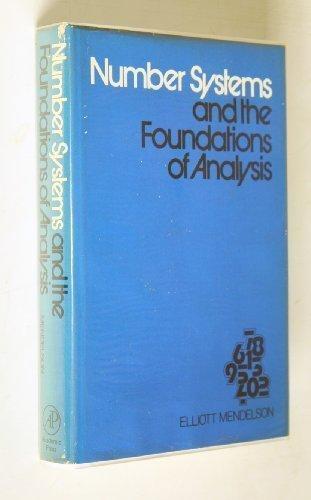 Number Systems
and the
Foundations
of Analysis
ELLIOTT MENDELSON
Number Systems and the
Foundations of Analysis
MENDELSON
AP
Academic
Press